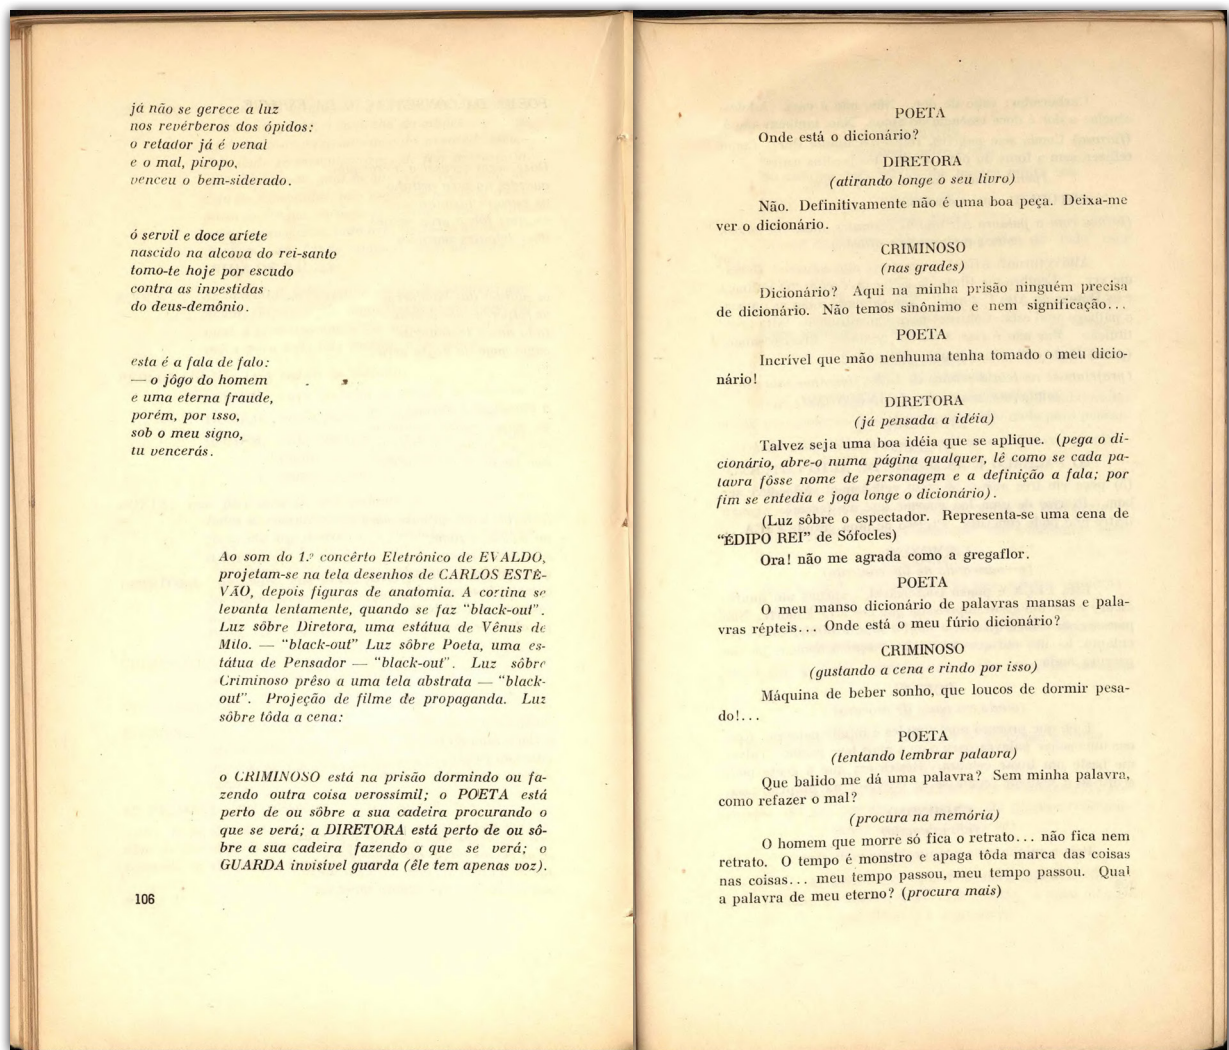 já não se gerece a luz
nos revérberos dos ópidos:
o retador já é venal
e o mal, piropo,
venceu o bem-siderado.
ó servil e doce aríete
nascido na alcova do rei-santo
tomo-te hoje por escudo
contra as investidas
do deus-demônio.
esta é a fala de falo:
— o jôgo do homem
e uma eterna fraude,
porém, por isso,
sob o meu signo,
tu vencerás.
Ao som do 1.º concêrto Eletrônico de EVALDO,
projetam-se na tela desenhos de CARLOS ESTÊ-
VÃO, depois figuras de anatomia. A cortina se
levanta lentamente, quando se faz "black-out".
Luz sôbre Diretora, uma estátua de Vênus de
Milo. — "black-out" Luz sôbre Poeta, uma es-
tátua de Pensador — "black-out". Luz sôbre
Criminoso prêso a uma tela abstrata — "black-
out". Projeção de filme de propaganda. Luz
sôbre tôda a cena:
o CRIMINOSO está na prisão dormindo ou fa-
zendo outra coisa verossímil; o POETA está
perto de ou sôbre a sua cadeira procurando o
que se verá; a DIRETORA está perto de ou sô-
bre a sua cadeira fazendo o que se verá; o
GUARDA invisível guarda (êle tem apenas voz).
106
POETA
Onde está o dicionário?
DIRETORA
(atirando longe o seu livro)
Não. Definitivamente não é uma boa peça. Deixa-me
ver o dicionário.
CRIMINOSO
(nas grades)
Dicionário? Aqui na minha prisão ninguém precisa
de dicionário. Não temos sinônimo e nem significação...
POETA
Incrível que mão nenhuma tenha tomado o meu dicio-
nário!
DIRETORA
(já pensada a idéia)
Talvez seja uma boa idéia que se aplique. (pega o di-
cionário, abre-o numa página qualquer, lê como se cada pa-
lavra fôsse nome de personagem e a definição a fala; por
fim se entedia e joga longe o dicionário).
(Luz sôbre o espectador. Representa-se uma cena de
“ÉDIPO REI” de Sófocles)
Ora! não me agrada como a gregaflor.
POETA
O meu manso dicionário de palavras mansas e pala-
vras répteis... Onde está o meu fúrio dicionário?
CRIMINOSO
(gustando a cena e rindo por isso)
Máquina de beber sonho, que loucos de dormir pesa-
do!...
POETA
(tentando lembrar palavra)
Que balido me dá uma palavra? Sem minha palavra,
como refazer o mal?
(procura na memória)
O homem que morre só fica o retrato... não fica nem
retrato. O tempo é monstro e apaga tôda marca das coisas
nas coisas... meu tempo passou, meu tempo passou. Qual
a palavra de meu eterno? (procura mais)